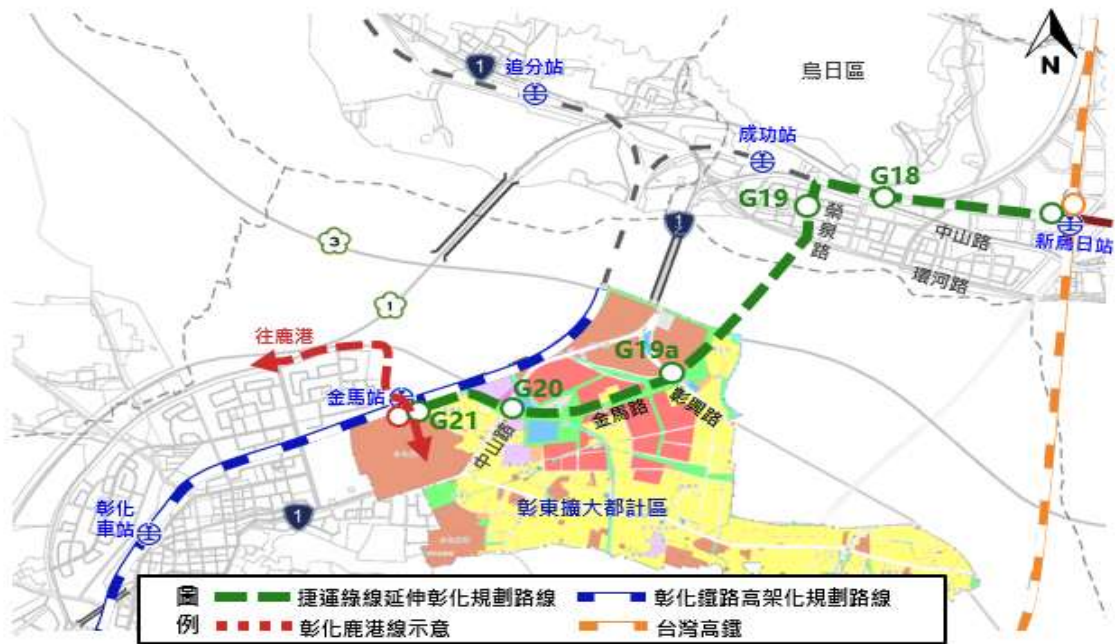 1
追分站
烏日區
N
成功站
G18
G19
榮泉路
1
中山路
新烏日站
環河路
3
1
往鹿港
G19a
金馬站
G20
金馬路
彰興路
G21
中山路
彰東擴大都計區
1
彰化
車站
圖例
捷運綠線延伸彰化規劃路線
彰化鐵路高架化規劃路線
彰化鹿港線示意
台灣高鐵